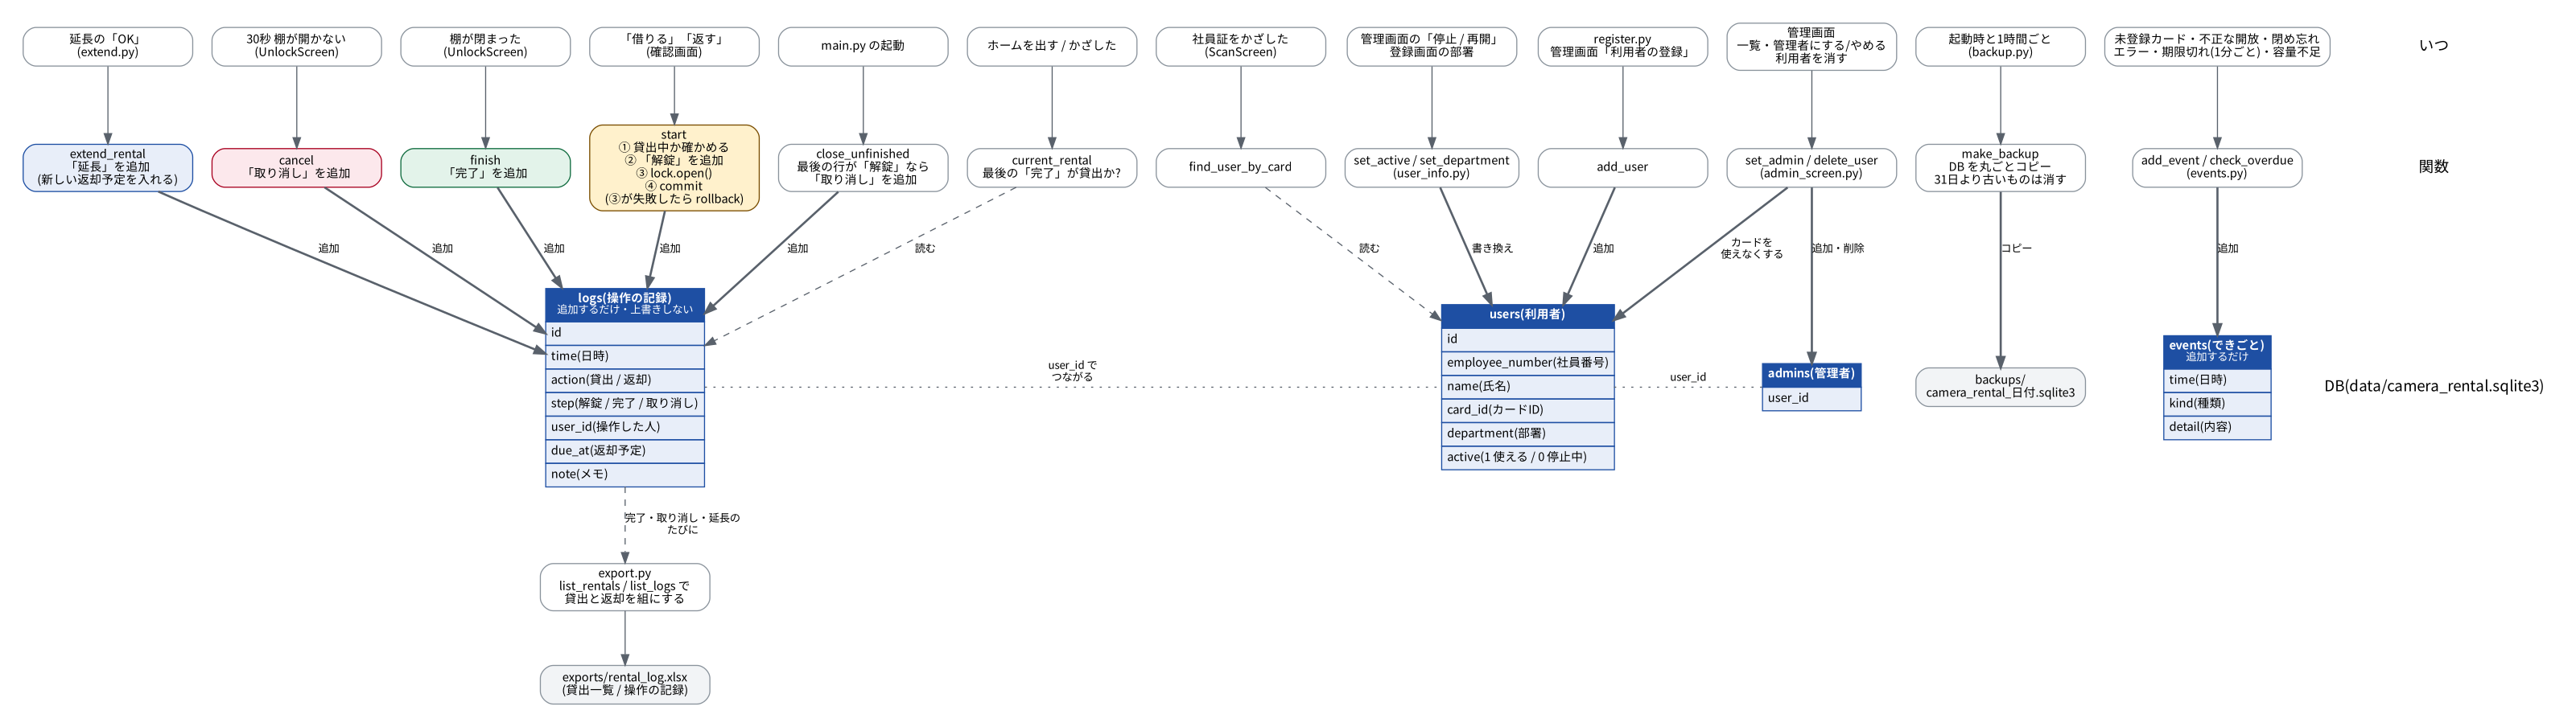 延長の「OK」
(extend.py)
30秒 棚が開かない
(UnlockScreen)
棚が閉まった
(UnlockScreen)
「借りる」「返す」
(確認画面)
main.py の起動
ホームを出す / かざした
社員証をかざした
(ScanScreen)
管理画面の「停止 / 再開」
登録画面の部署
register.py
管理画面「利用者の登録」
管理画面
一覧・管理者にする/やめる
利用者を消す
起動時と1時間ごと
(backup.py)
未登録カード・不正な開放・閉め忘れ
エラー・期限切れ(1分ごと)・容量不足
いつ
extend_rental
「延長」を追加
(新しい返却予定を入れる)
cancel
「取り消し」を追加
finish
「完了」を追加
start
① 貸出中か確かめる
② 「解錠」を追加
③ lock.open()
④ commit
(③が失敗したら rollback)
close_unfinished
最後の行が「解錠」なら
「取り消し」を追加
current_rental
最後の「完了」が貸出か?
find_user_by_card
set_active / set_department
(user_info.py)
add_user
set_admin / delete_user
(admin_screen.py)
make_backup
DB を丸ごとコピー
31日より古いものは消す
add_event / check_overdue
(events.py)
関数
追加
追加
追加
追加
追加
読む
読む
書き換え
追加
カードを
使えなくする
追加・削除
コピー
追加
logs(操作の記録)
追加するだけ・上書きしない
id
time(日時)
action(貸出 / 返却)
step(解錠 / 完了 / 取り消し)
user_id(操作した人)
due_at(返却予定)
note(メモ)
user_id で
つながる
users(利用者)
id
employee_number(社員番号)
name(氏名)
card_id(カードID)
department(部署)
active(1 使える / 0 停止中)
user_id
admins(管理者)
user_id
backups/
camera_rental_日付.sqlite3
events(できごと)
追加するだけ
time(日時)
kind(種類)
detail(内容)
DB(data/camera_rental.sqlite3)
完了・取り消し・延長の
たびに
export.py
list_rentals / list_logs で
貸出と返却を組にする
exports/rental_log.xlsx
(貸出一覧 / 操作の記録)